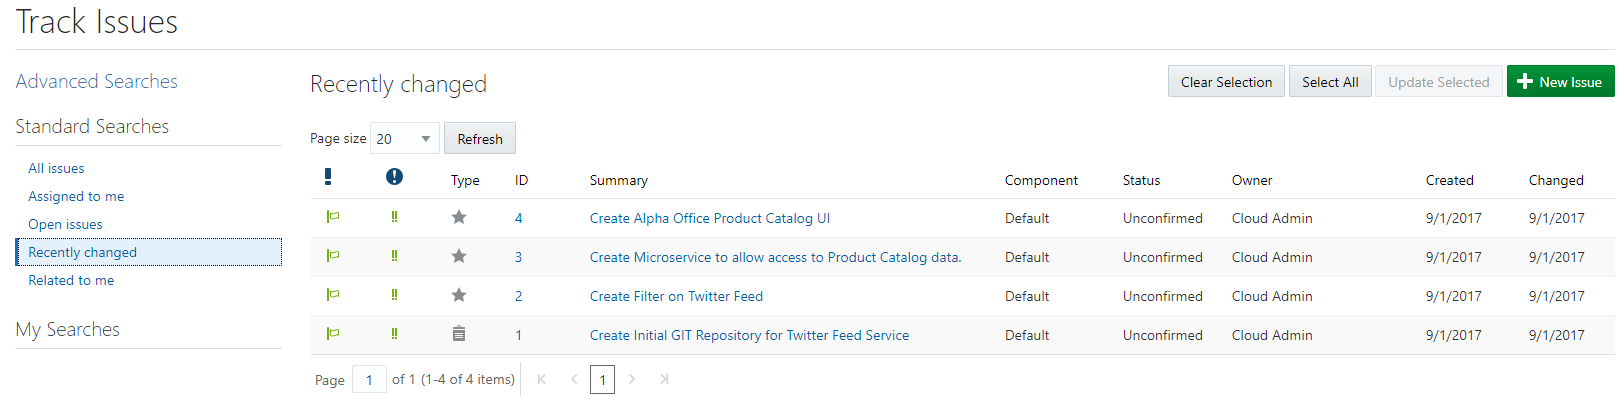 Track Issues
Advanced Searches
Standard Searches
All issues
Assigned to me
Open issues
Recently changed
Related to me
My Searches
Recently changed
Clear Selection Select All Update Selected New Issue
Page size 20 Refresh
Type ID Summary Component Status Owner Created Changed
4 Create Alpha Office Product Catalog UI Default Unconfirmed Cloud Admin 9/1/2017 9/1/2017
3 Create Microservice to allow access to Product Catalog data. Default Unconfirmed Cloud Admin 9/1/2017 9/1/2017
2 Create Filter on Twitter Feed Default Unconfirmed Cloud Admin 9/1/2017 9/1/2017
1 Create Initial GIT Repository for Twitter Feed Service Default Unconfirmed Cloud Admin 9/1/2017 9/1/2017
Page 1 of 1 (1-4 of 4 items) 1